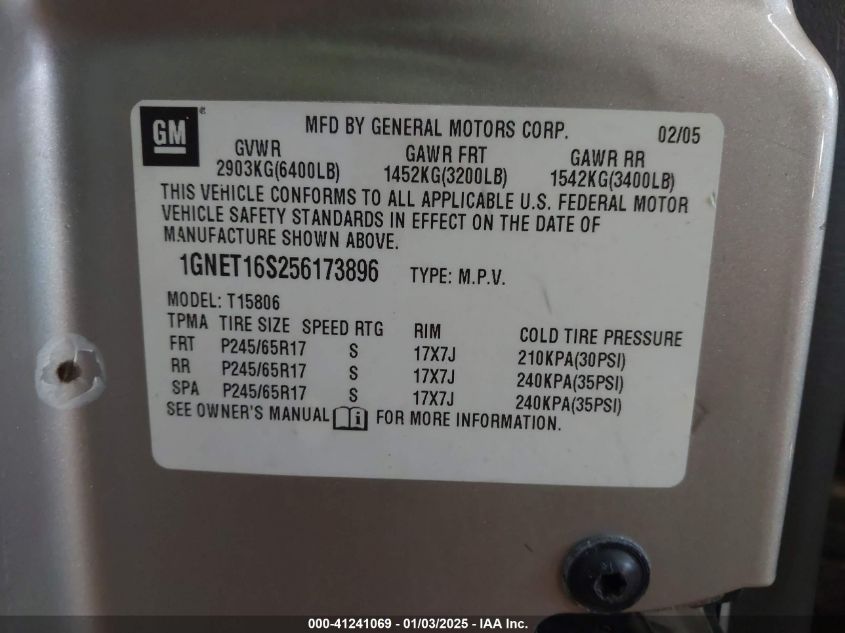 GM ®
MFD BY GENERAL MOTORS CORP. 02/05
GVWR GAWR FRT GAWR RR
2903KG(6400LB) 1452KG(3200LB) 1542KG(3400LB)
THIS VEHICLE CONFORMS TO ALL APPLICABLE U.S. FEDERAL MOTOR
VEHICLE SAFETY STANDARDS IN EFFECT ON THE DATE OF
MANUFACTURE SHOWN ABOVE.
1GNET16S256173896 TYPE: M.P.V.
MODEL: T15806
TPMA TIRE SIZE SPEED RTG RIM COLD TIRE PRESSURE
FRT P245/65R17 S 17X7J 210KPA(30PSI)
RR P245/65R17 S 17X7J 240KPA(35PSI)
SPA P245/65R17 S 17X7J 240KPA(35PSI)
SEE OWNER'S MANUAL i FOR MORE INFORMATION.
000-41241069 - 01/03/2025 - IAA Inc.